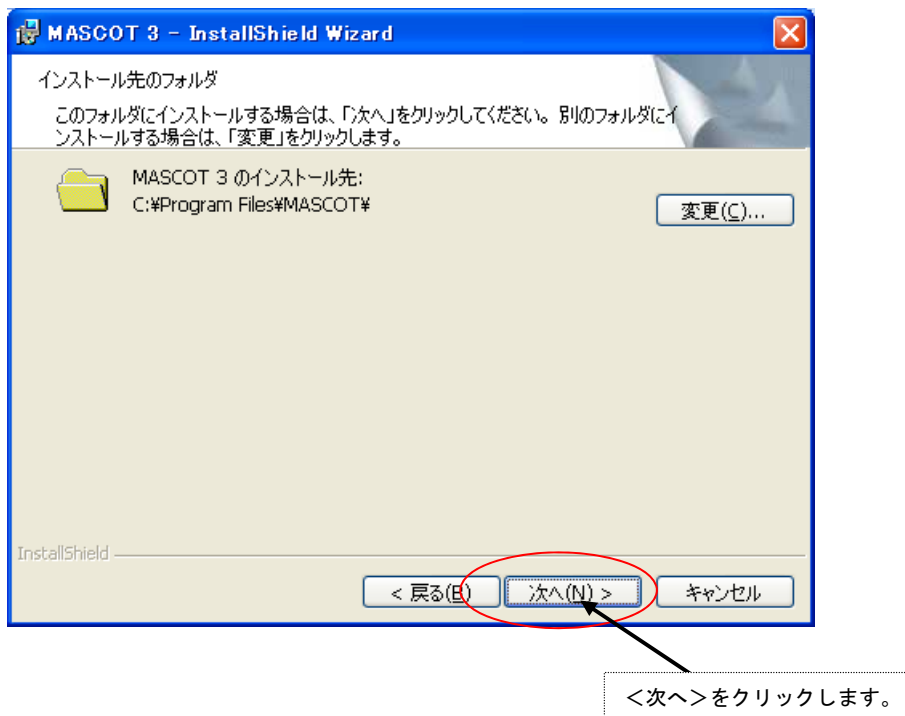 MASCOT 3 - InstallShield Wizard
インストール先のフォルダ
このフォルダにインストールする場合は、「次へ」をクリックしてください。別のフォルダにイ
ンストールする場合は、「変更」をクリックします。
MASCOT 3 のインストール先:
C:¥Program Files¥MASCOT¥
変更(C)...
InstallShield
< 戻る(B)
次へ(N) >
キャンセル
<次へ>をクリックします。